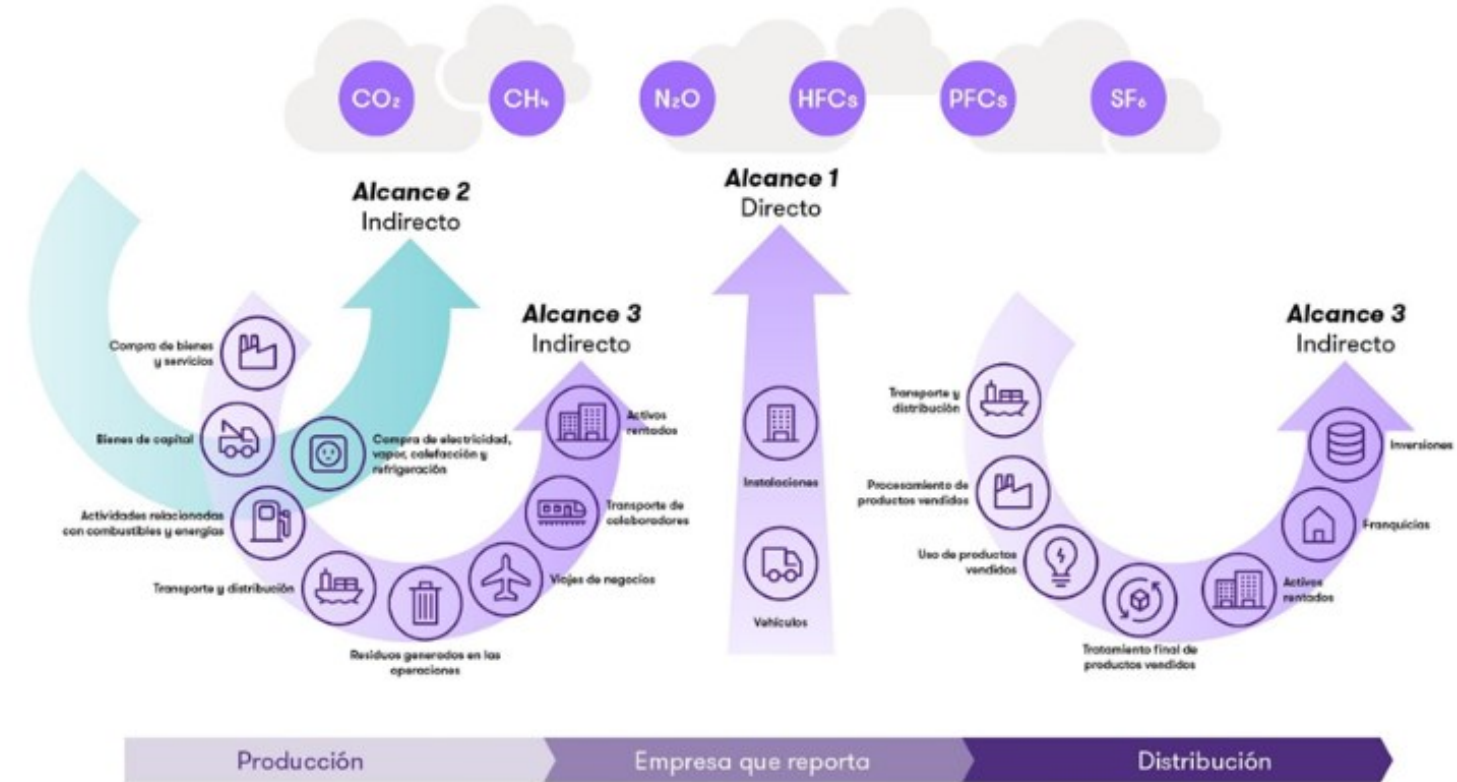 CO₂
CH₄
N₂O
HFCs
PFCs
SF₆
Alcance 2
Indirecto
Alcance 1
Directo
Alcance 3
Indirecto
Alcance 3
Indirecto
Compra de bienes
y servicios
Bienes de capital
Actividades relacionadas
con combustibles y energías
Transporte y distribución
Residuos generados en las
operaciones
Viajes de negocios
Transporte de
colaboradores
Activos
rentados
Compra de electricidad,
vapor, calefacción y
refrigeración
Instalaciones
Vehículos
Transporte y
distribución
Procesamiento de
productos vendidos
Uso de productos
vendidos
Tratamiento final de
productos vendidos
Activos
rentados
Franquicias
Inversiones
Producción
Empresa que reporta
Distribución